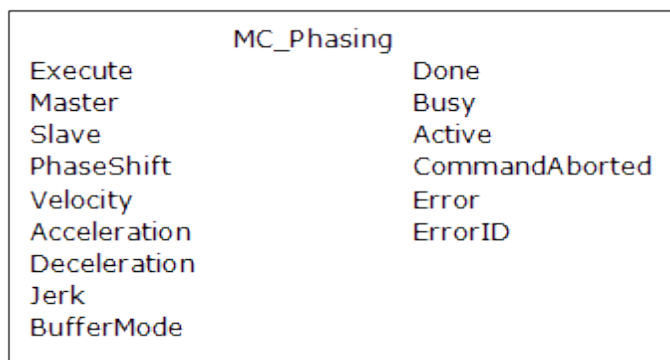 MC_Phasing
Execute Done
Master Busy
Slave Active
PhaseShift CommandAborted
Velocity Error
Acceleration ErrorID
Deceleration
Jerk
BufferMode